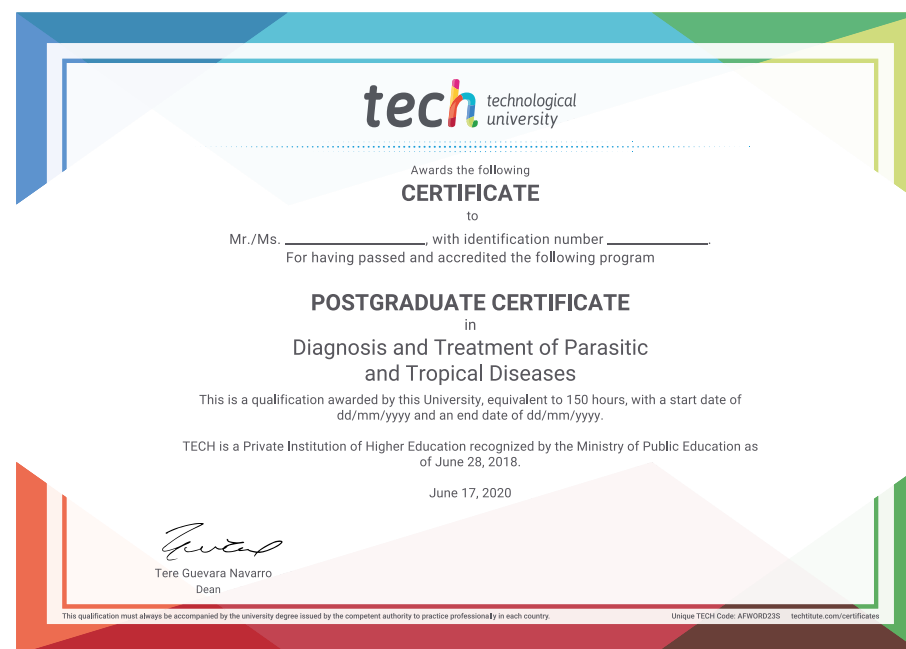 tech technological
university
Awards the following
CERTIFICATE
to
Mr./Ms. ____________________, with identification number ______________.
For having passed and accredited the following program
POSTGRADUATE CERTIFICATE
in
Diagnosis and Treatment of Parasitic
and Tropical Diseases
This is a qualification awarded by this University, equivalent to 150 hours, with a start date of
dd/mm/yyyy and an end date of dd/mm/yyyy.
TECH is a Private Institution of Higher Education recognized by the Ministry of Public Education as
of June 28, 2018.
June 17, 2020
Tere Guevara Navarro
Dean
This qualification must always be accompanied by the university degree issued by the competent authority to practice professionally in each country. Unique TECH Code: AFWORD23S techtitute.com/certificates